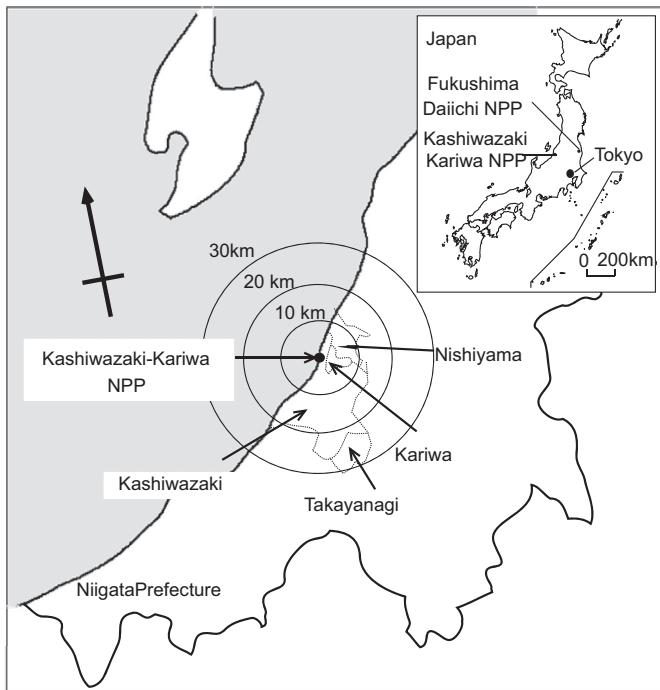 Japan
Fukushima
Daiichi NPP
Kashiwazaki
Kariwa NPP
Tokyo
0 200km
30km
20 km
10 km
Kashiwazaki-Kariwa
NPP
Nishiyama
Kariwa
Kashiwazaki
Takayanagi
NiigataPrefecture